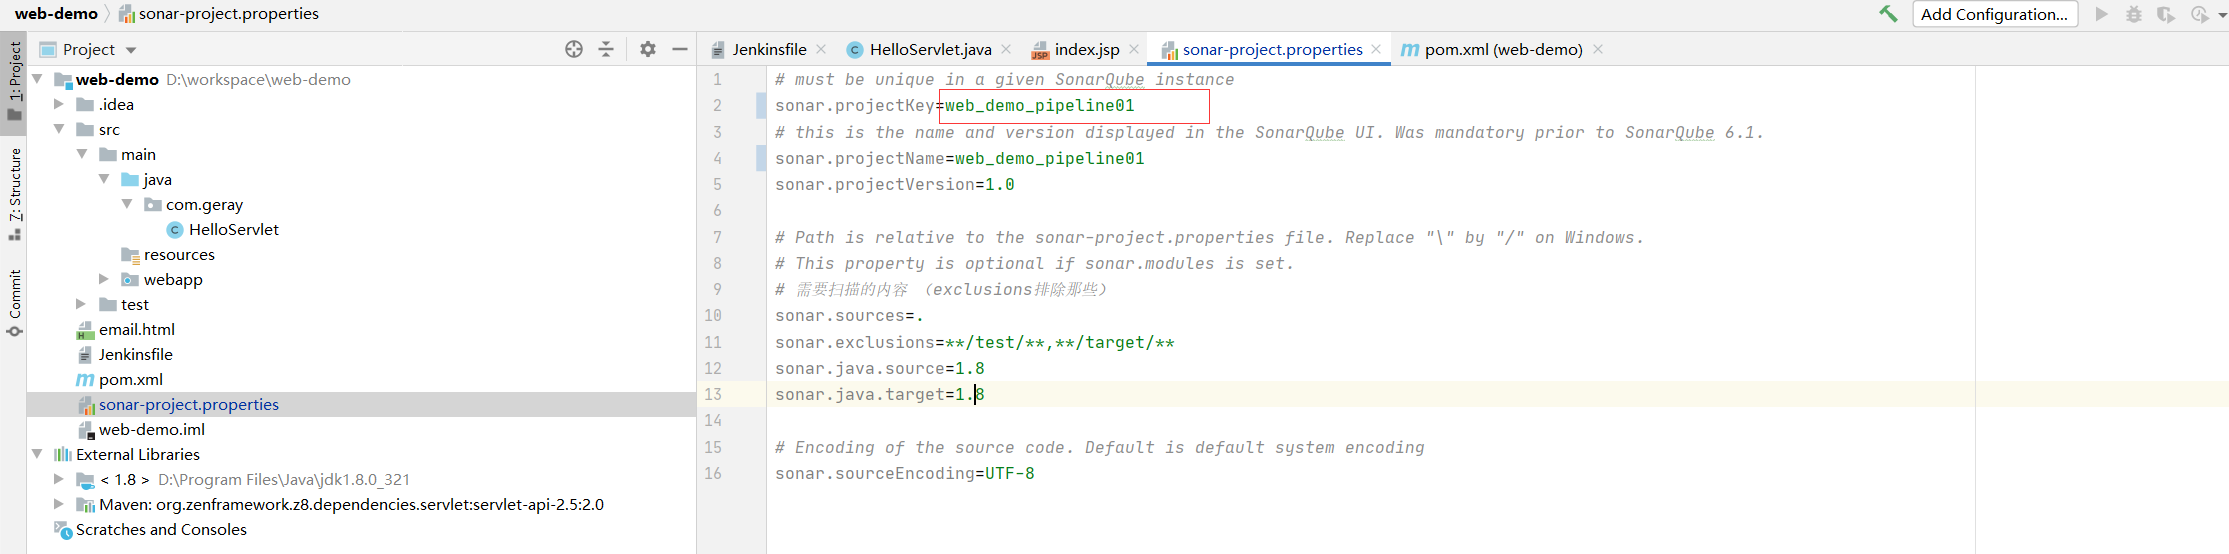 web-demo sonar-project.properties
Add Configuration...
1: Project
7: Structure
Commit
Project
web-demo D:\workspace\web-demo
.idea
src
main
java
com.geray
HelloServlet
resources
webapp
test
email.html
Jenkinsfile
pom.xml
sonar-project.properties
web-demo.iml
External Libraries
< 1.8 > D:\Program Files\Java\jdk1.8.0_321
Maven: org.zenframework.z8.dependencies.servlet:servlet-api-2.5:2.0
Scratches and Consoles
Jenkinsfile HelloServlet.java index.jsp sonar-project.properties pom.xml (web-demo)
1 # must be unique in a given SonarQube instance
2 sonar.projectKey=web_demo_pipeline01
3 # this is the name and version displayed in the SonarQube UI. Was mandatory prior to SonarQube 6.1.
4 sonar.projectName=web_demo_pipeline01
5 sonar.projectVersion=1.0
6
7 # Path is relative to the sonar-project.properties file. Replace "\" by "/" on Windows.
8 # This property is optional if sonar.modules is set.
9 # 需要扫描的内容 （exclusions排除那些）
10 sonar.sources=.
11 sonar.exclusions=**/test/**,**/target/**
12 sonar.java.source=1.8
13 sonar.java.target=1.8
14
15 # Encoding of the source code. Default is default system encoding
16 sonar.sourceEncoding=UTF-8